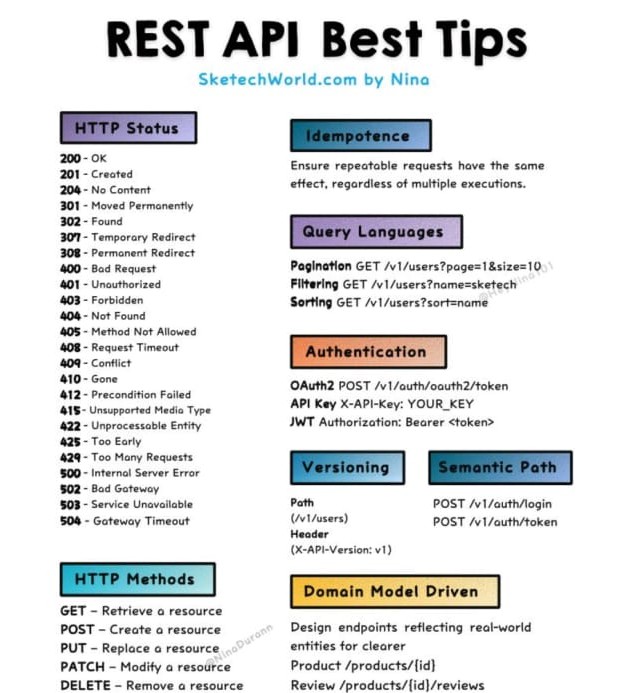 REST API Best Tips
SketechWorld.com by Nina
HTTP Status
200 - OK
201 - Created
204 - No Content
301 - Moved Permanently
302 - Found
307 - Temporary Redirect
308 - Permanent Redirect
400 - Bad Request
401 - Unauthorized
403 - Forbidden
404 - Not Found
405 - Method Not Allowed
408 - Request Timeout
409 - Conflict
410 - Gone
412 - Precondition Failed
415- Unsupported Media Type
422 - Unprocessable Entity
425 - Too Early
429 - Too Many Requests
500 - Internal Server Error
502 - Bad Gateway
503 - Service Unavailable
504 - Gateway Timeout
HTTP Methods
GET – Retrieve a resource
POST – Create a resource
PUT – Replace a resource
PATCH – Modify a resource
DELETE – Remove a resource
@NinaDurann
Idempotence
Ensure repeatable requests have the same
effect, regardless of multiple executions.
Query Languages
Pagination GET /v1/users?page=1&size=10
Filtering GET /v1/users?name=sketech
Sorting GET /v1/users?sort=name
Authentication
OAuth2 POST /v1/auth/oauth2/token
API Key X-API-Key: YOUR_KEY
JWT Authorization: Bearer <token>
Versioning
Path
(/v1/users)
Header
(X-API-Version: v1)
Semantic Path
POST /v1/auth/login
POST /v1/auth/token
Domain Model Driven
Design endpoints reflecting real-world
entities for clearer
Product /products/{id}
Review /products/{id}/reviews